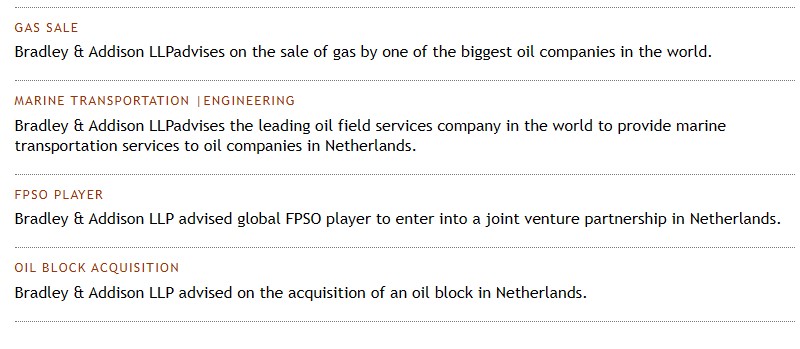 GAS SALE
Bradley & Addison LLPadvises on the sale of gas by one of the biggest oil companies in the world.
MARINE TRANSPORTATION |ENGINEERING
Bradley & Addison LLPadvises the leading oil field services company in the world to provide marine
transportation services to oil companies in Netherlands.
FPSO PLAYER
Bradley & Addison LLP advised global FPSO player to enter into a joint venture partnership in Netherlands.
OIL BLOCK ACQUISITION
Bradley & Addison LLP advised on the acquisition of an oil block in Netherlands.